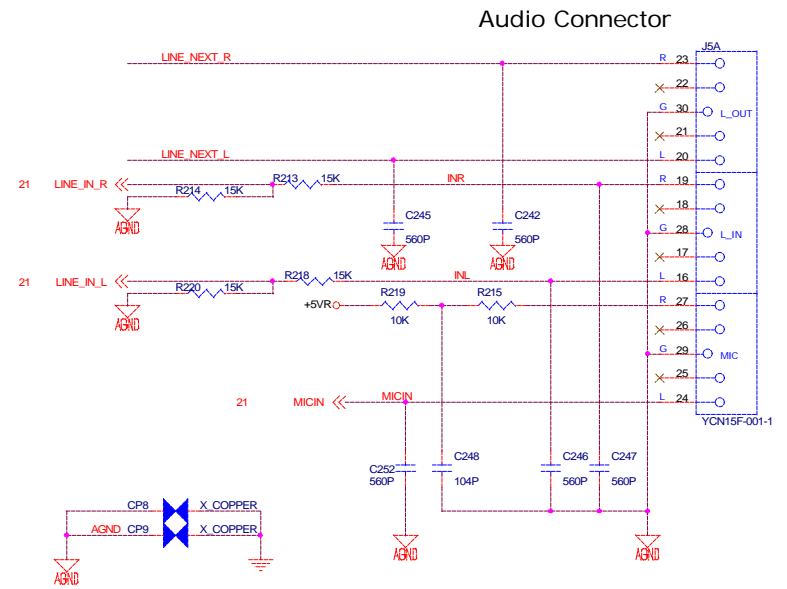 Audio Connector
J5A
LINE_NEXT_R
R 23
22
G 30
L_OUT
21
LINE_NEXT_L
L 20
21 LINE_IN_R
R213 15K
INR
R 19
R214 15K
18
AGND
C245
560P
C242
560P
G 28
L_IN
AGND
AGND
17
21 LINE_IN_L
R218 15K
INL
L 16
R220 15K
R219
10K
R215
10K
+5VR
R 27
AGND
26
G 29
MIC
25
21 MICIN
MICIN
L 24
YCN15F-001-1
C252
560P
C248
104P
C246
560P
C247
560P
CP8 X_COPPER
AGND CP9 X_COPPER
AGND
AGND
AGND